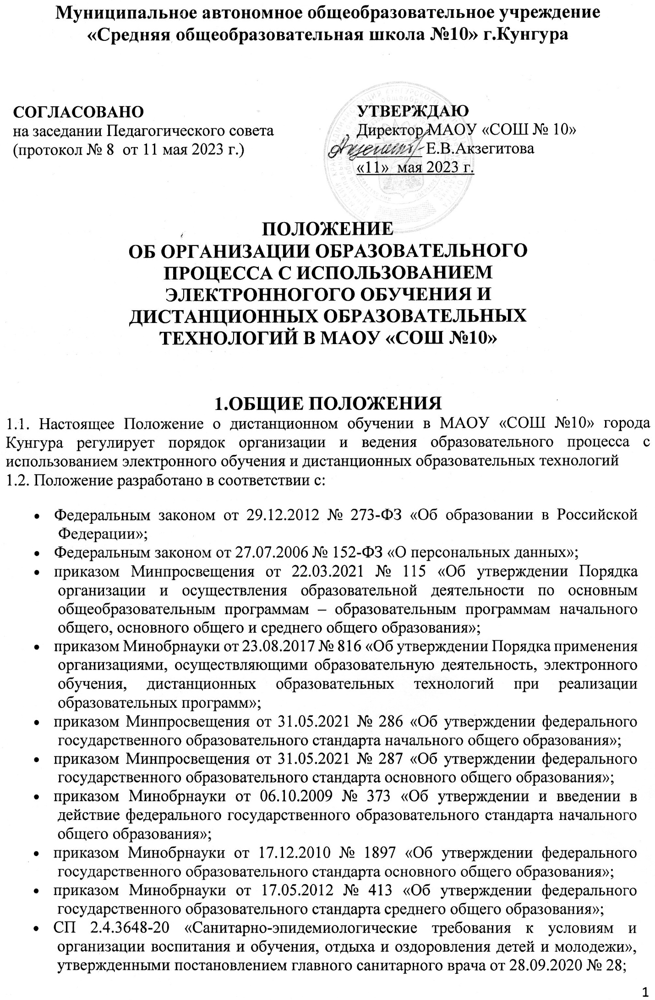 Муниципальное автономное общеобразовательное учреждение
«Средняя общеобразовательная школа №10» г.Кунгура
СОГЛАСОВАНО
на заседании Педагогического совета
(протокол № 8 от 11 мая 2023 г.)
УТВЕРЖДАЮ
Директор МАОУ «СОШ № 10»
Е.В.Акзегитова
«11» мая 2023 г.
ПОЛОЖЕНИЕ
ОБ ОРГАНИЗАЦИИ ОБРАЗОВАТЕЛЬНОГО
ПРОЦЕССА С ИСПОЛЬЗОВАНИЕМ
ЭЛЕКТРОННОГОГО ОБУЧЕНИЯ И
ДИСТАНЦИОННЫХ ОБРАЗОВАТЕЛЬНЫХ
ТЕХНОЛОГИЙ В МАОУ «СОШ №10»
1.ОБЩИЕ ПОЛОЖЕНИЯ
1.1. Настоящее Положение о дистанционном обучении в МАОУ «СОШ №10» города
Кунгура регулирует порядок организации и ведения образовательного процесса с
использованием электронного обучения и дистанционных образовательных технологий
1.2. Положение разработано в соответствии с:
• Федеральным законом от 29.12.2012 № 273-ФЗ «Об образовании в Российской
Федерации»;
• Федеральным законом от 27.07.2006 № 152-ФЗ «О персональных данных»;
• приказом Минпросвещения от 22.03.2021 № 115 «Об утверждении Порядка
организации и осуществления образовательной деятельности по основным
общеобразовательным программам – образовательным программам начального
общего, основного общего и среднего общего образования»;
• приказом Минобрнауки от 23.08.2017 № 816 «Об утверждении Порядка применения
организациями, осуществляющими образовательную деятельность, электронного
обучения, дистанционных образовательных технологий при реализации
образовательных программ»;
• приказом Минпросвещения от 31.05.2021 № 286 «Об утверждении федерального
государственного образовательного стандарта начального общего образования»;
• приказом Минпросвещения от 31.05.2021 № 287 «Об утверждении федерального
государственного образовательного стандарта основного общего образования»;
• приказом Минобрнауки от 06.10.2009 № 373 «Об утверждении и введении в
действие федерального государственного образовательного стандарта начального
общего образования»;
• приказом Минобрнауки от 17.12.2010 № 1897 «Об утверждении федерального
государственного образовательного стандарта основного общего образования»;
• приказом Минобрнауки от 17.05.2012 № 413 «Об утверждении федерального
государственного образовательного стандарта среднего общего образования»;
• СП 2.4.3648-20 «Санитарно-эпидемиологические требования к условиям и
организации воспитания и обучения, отдыха и оздоровления детей и молодежи»,
утвержденными постановлением главного санитарного врача от 28.09.2020 № 28;
1